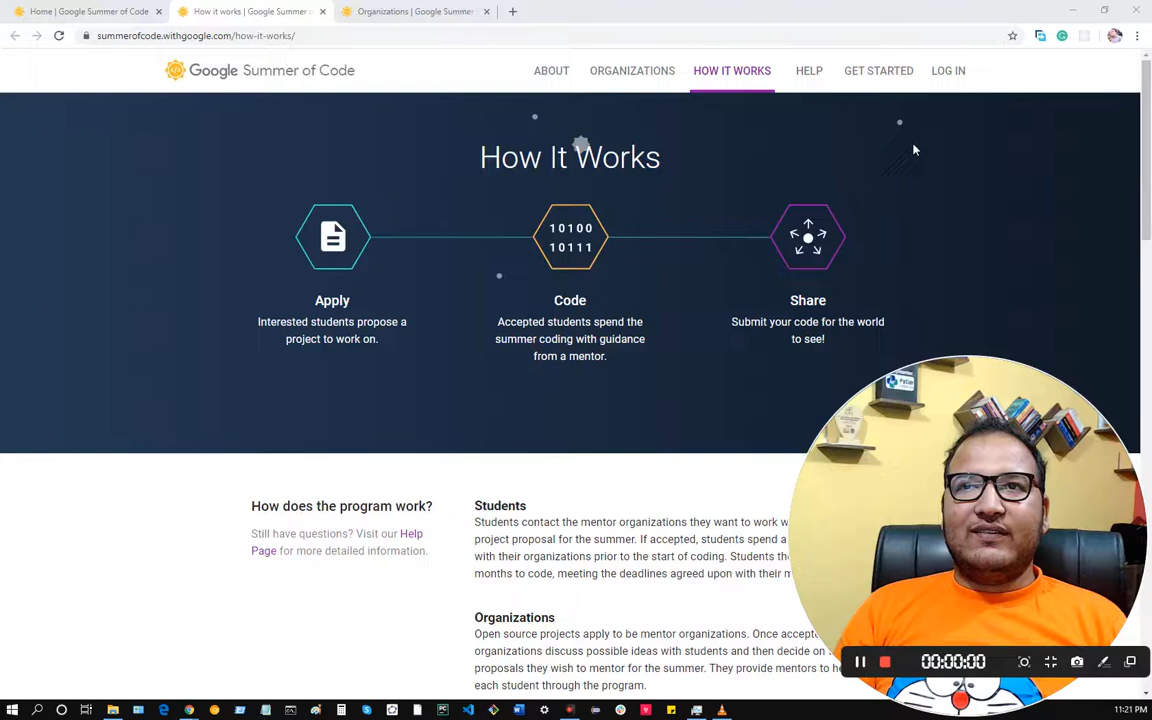 Home | Google Summer of Code
How it works | Google Summer o
Organizations | Google Summer
summerofcode.withgoogle.com/how-it-works/
Google Summer of Code
ABOUT
ORGANIZATIONS
HOW IT WORKS
HELP
GET STARTED
LOG IN
How It Works
10100
10111
Apply
Code
Share
Interested students propose a
project to work on.
Accepted students spend the
summer coding with guidance
from a mentor.
Submit your code for the world
to see!
How does the program work?
Still have questions? Visit our Help
Page for more detailed information.
Students
Students contact the mentor organizations they want to work w
project proposal for the summer. If accepted, students spend a
with their organizations prior to the start of coding. Students th
months to code, meeting the deadlines agreed upon with their m
Organizations
Open source projects apply to be mentor organizations. Once accepte
organizations discuss possible ideas with students and then decide on
proposals they wish to mentor for the summer. They provide mentors to he
each student through the program.
00:00:00
11:21 PM